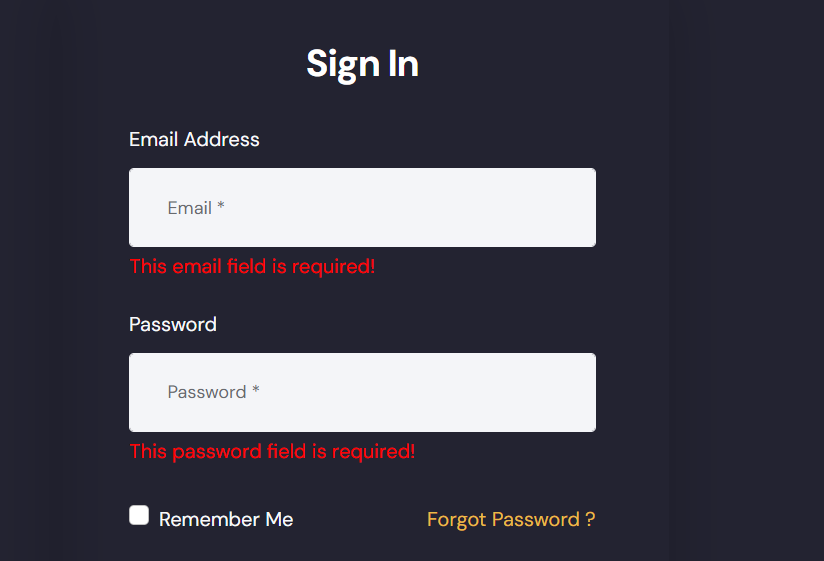 Sign In
Email Address
Email *
This email field is required!
Password
Password *
This password field is required!
Remember Me
Forgot Password ?